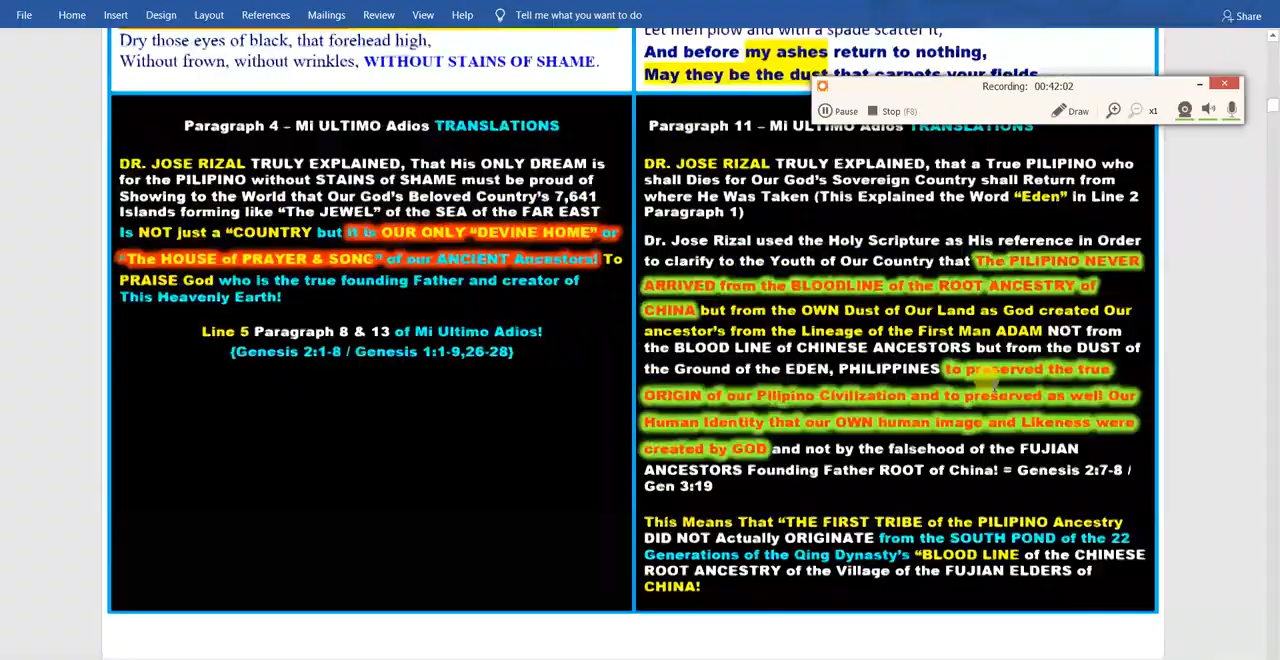 File Home Insert Design Layout References Mailings Review View Help Tell me what you want to do Share
Dry those eyes of black, that forehead high,
Without frown, without wrinkles, WITHOUT STAINS OF SHAME.
Let men plow and with a spade scatter it,
And before my ashes return to nothing,
May they be the dust that carpets your fields
Recording: 00:42:02
Pause Stop (F8) Draw x1
Paragraph 4 – Mi ULTIMO Adios TRANSLATIONS
DR. JOSE RIZAL TRULY EXPLAINED, That His ONLY DREAM is
for the PILIPINO without STAINS of SHAME must be proud of
Showing to the World that Our God's Beloved Country's 7,641
Islands forming like "The JEWEL" of the SEA of the FAR EAST
Is NOT just a "COUNTRY but it is OUR ONLY "DEVINE HOME" or
"The HOUSE of PRAYER & SONG" of our ANCIENT Ancestors! To
PRAISE God who is the true founding Father and creator of
This Heavenly Earth!
Line 5 Paragraph 8 & 13 of Mi Ultimo Adios!
{Genesis 2:1-8 / Genesis 1:1-9,26-28}
Paragraph 11 – Mi ULTIMO Adios TRANSLATIONS
DR. JOSE RIZAL TRULY EXPLAINED, that a True PILIPINO who
shall Dies for Our God's Sovereign Country shall Return from
where He Was Taken (This Explained the Word "Eden" in Line 2
Paragraph 1)
Dr. Jose Rizal used the Holy Scripture as His reference in Order
to clarify to the Youth of Our Country that The PILIPINO NEVER
ARRIVED from the BLOODLINE of the ROOT ANCESTRY of
CHINA but from the OWN Dust of Our Land as God created Our
ancestor's from the Lineage of the First Man ADAM NOT from
the BLOOD LINE of CHINESE ANCESTORS but from the DUST of
the Ground of the EDEN, PHILIPPINES to preserved the true
ORIGIN of our Pilipino Civilization and to preserved as well Our
Human Identity that our OWN human image and Likeness were
created by GOD and not by the falsehood of the FUJIAN
ANCESTORS Founding Father ROOT of China! = Genesis 2:7-8 /
Gen 3:19
This Means That "THE FIRST TRIBE of the PILIPINO Ancestry
DID NOT Actually ORIGINATE from the SOUTH POND of the 22
Generations of the Qing Dynasty's "BLOOD LINE of the CHINESE
ROOT ANCESTRY of the Village of the FUJIAN ELDERS of
CHINA!